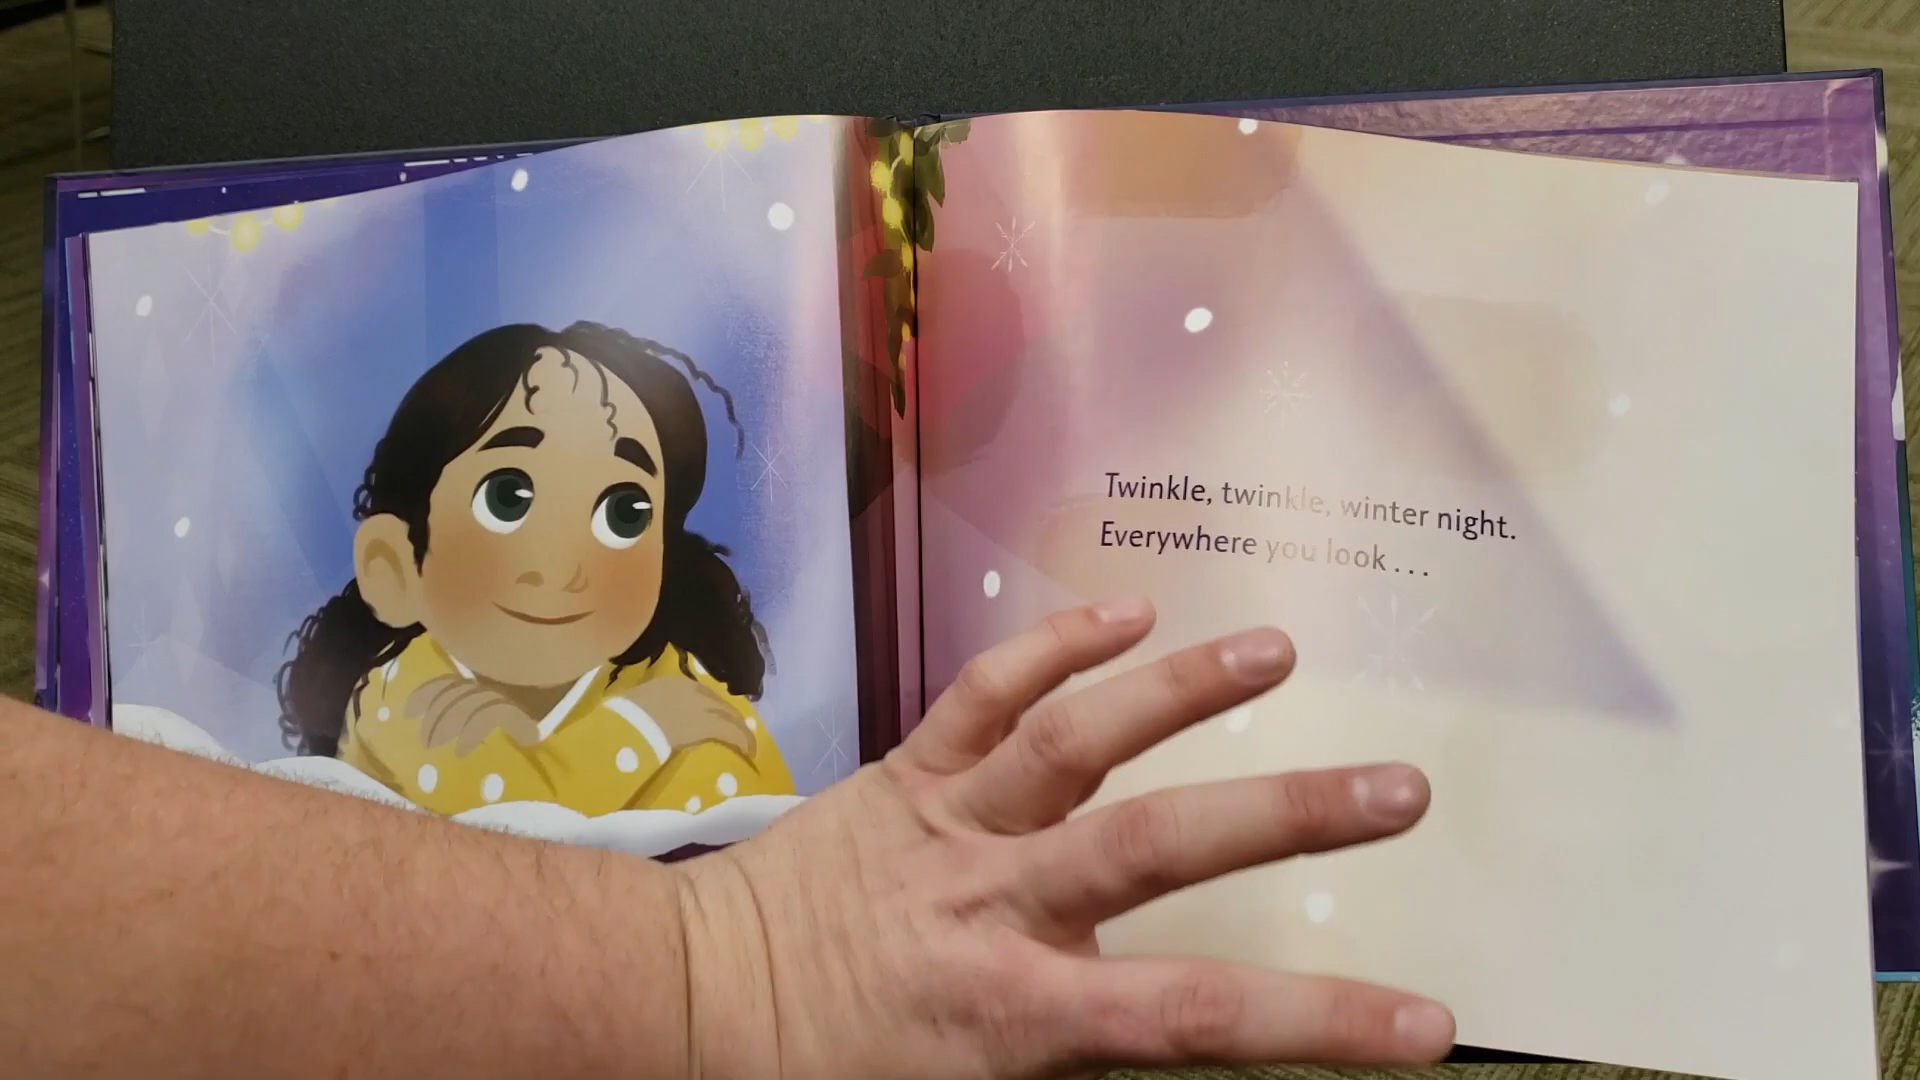 Twinkle, twinkle, winter night.
Everywhere you look . . .